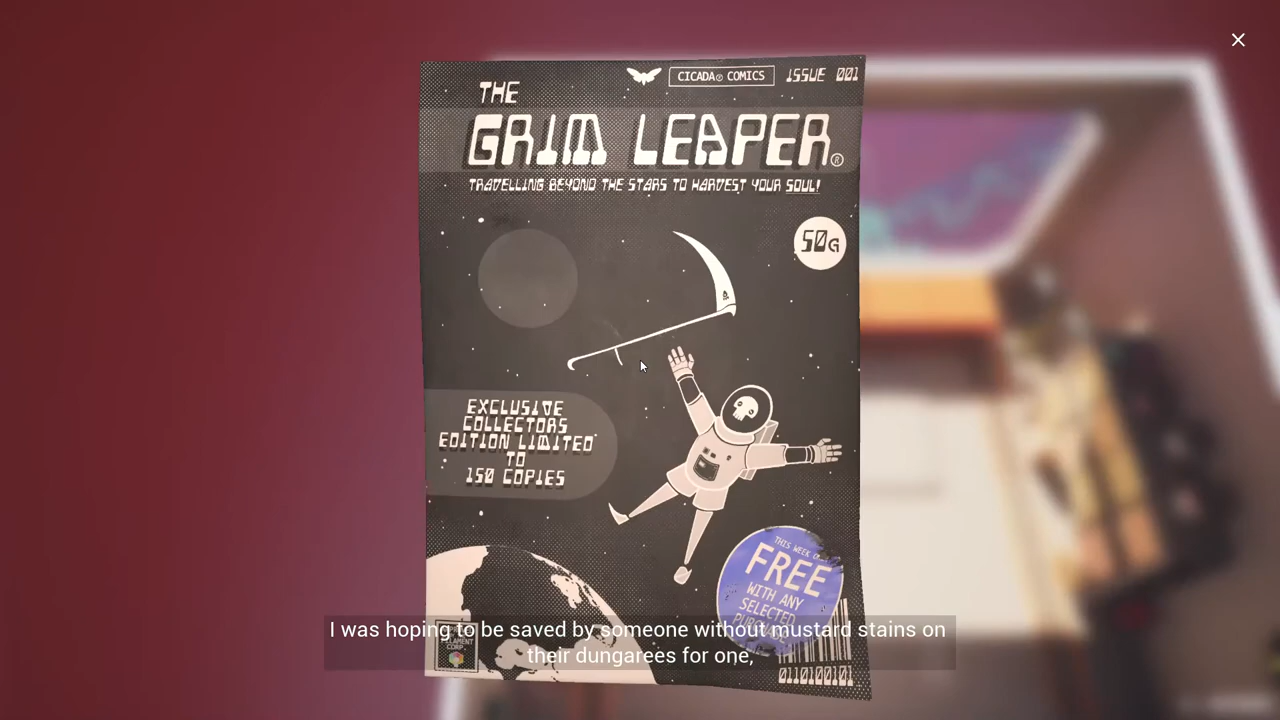 CICADA® COMICS
ISSUE 001
THE
GRIM LEAPER®
TRAVELLING BEYOND THE STARS TO HARVEST YOUR SOUL!
50G
EXCLUSIVE
COLLECTORS
EDITION LIMITED
TO
150 COPIES
THIS WEEK
FREE
WITH ANY
SELECTED
CORP.
I was hoping to be saved by someone without mustard stains on
their dungarees for one,
0110100101